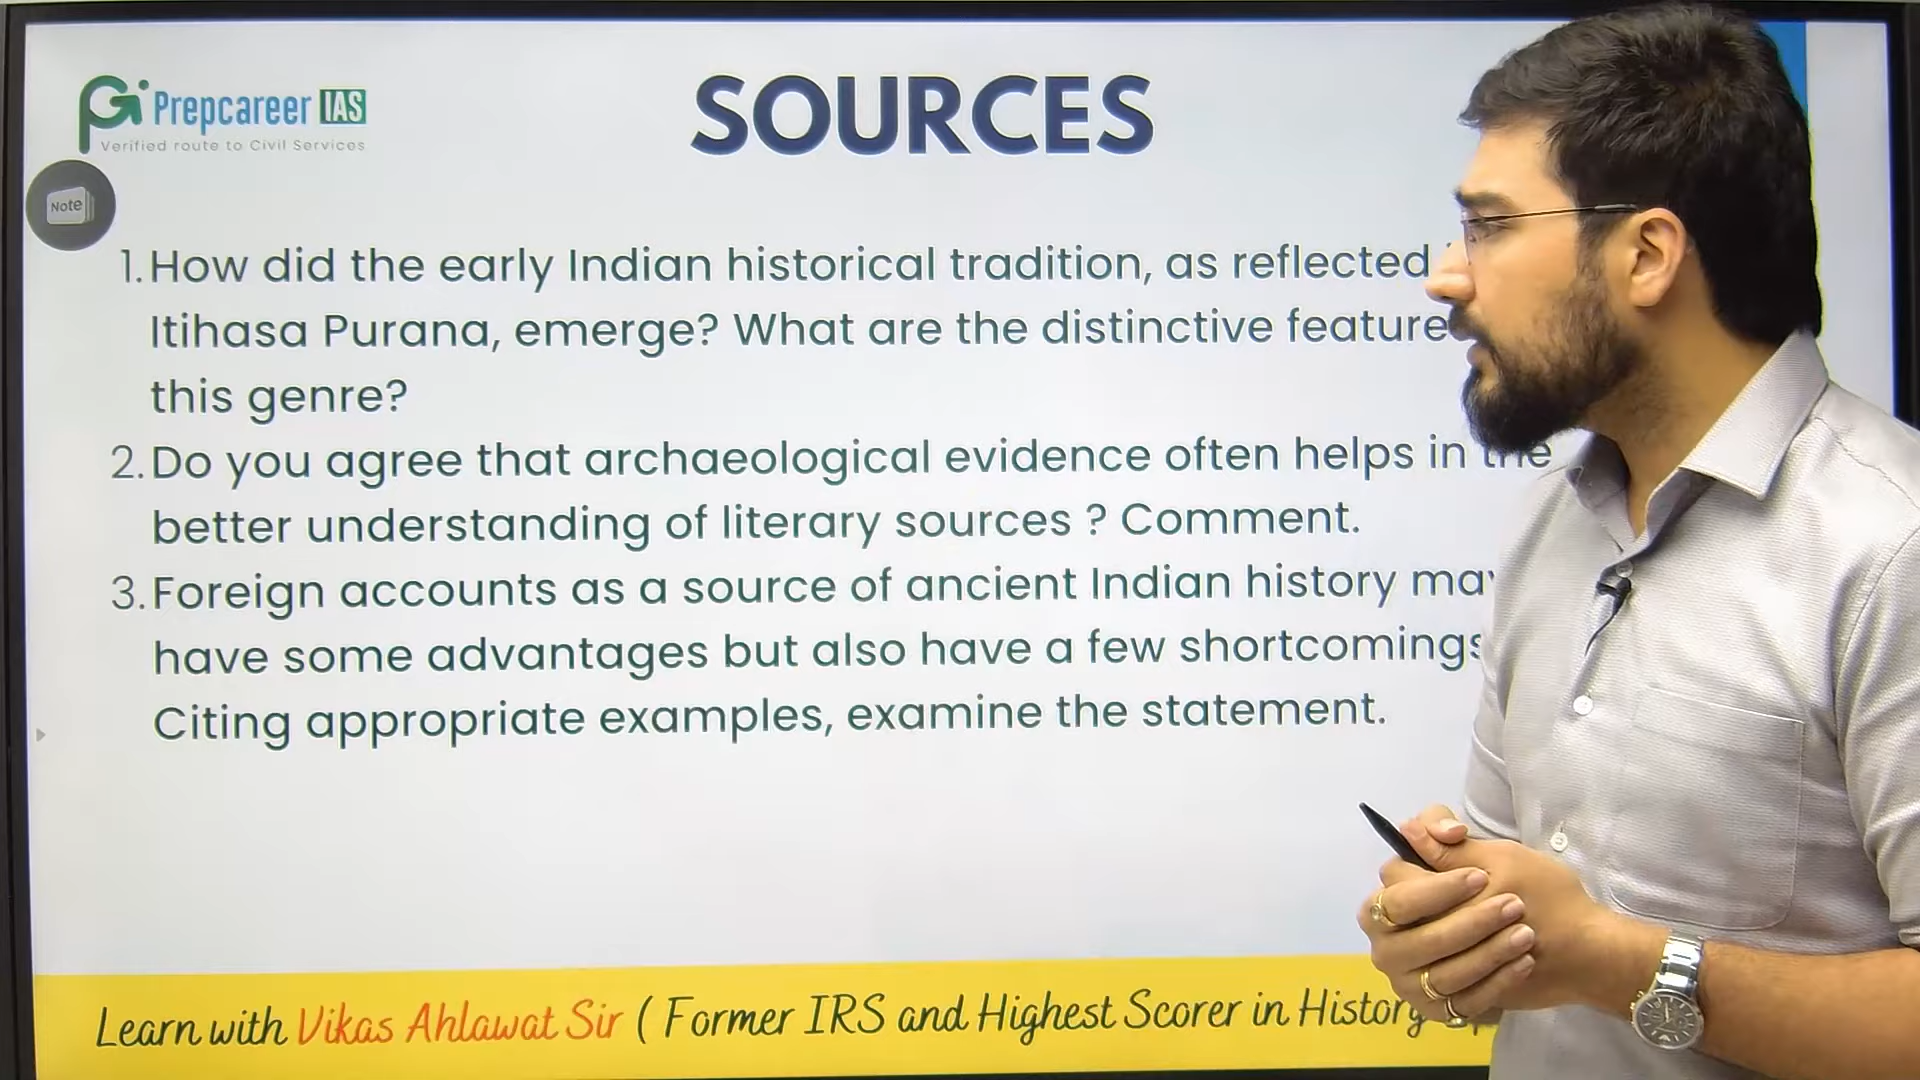 SOURCES
Prepcareer IAS
Verified route to Civil Services
Note
1. How did the early Indian historical tradition, as reflected
Itihasa Purana, emerge? What are the distinctive feature
this genre?
2. Do you agree that archaeological evidence often helps in the
better understanding of literary sources ? Comment.
3. Foreign accounts as a source of ancient Indian history may
have some advantages but also have a few shortcomings
Citing appropriate examples, examine the statement.
Learn with Vikas Ahlawat Sir ( Former IRS and Highest Scorer in History